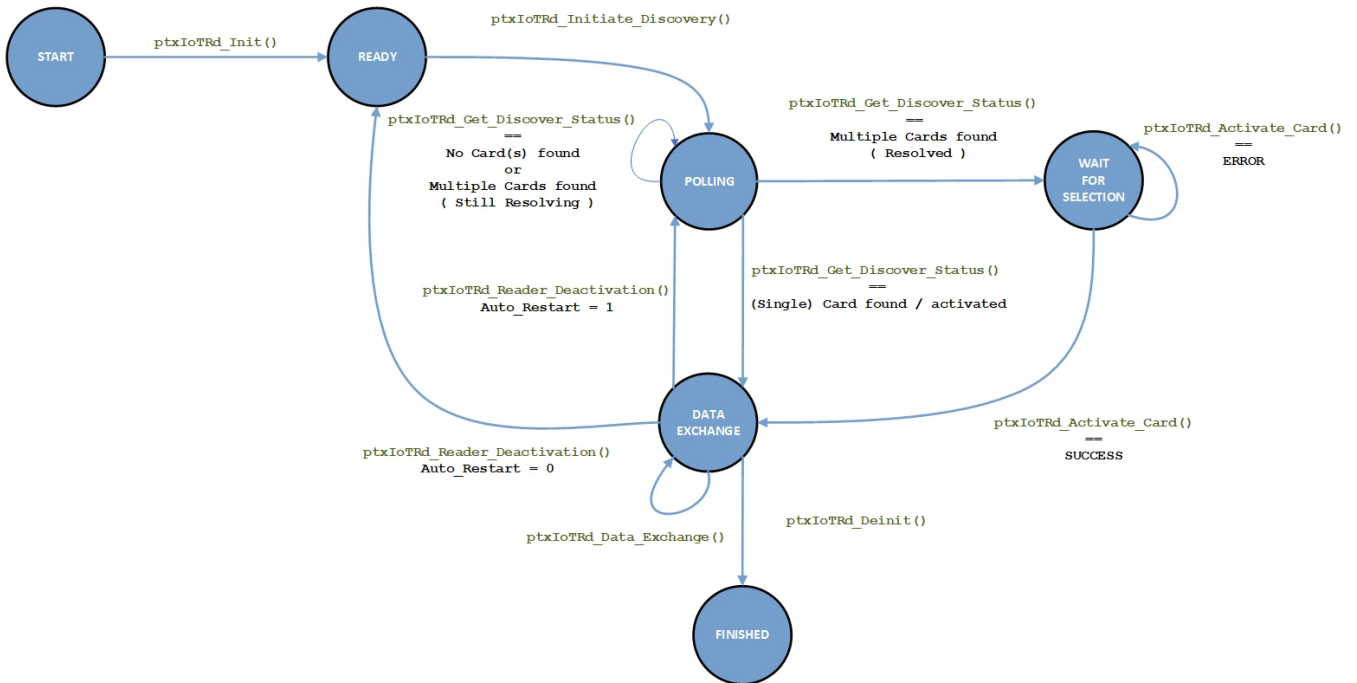 ptxIoTRd_Initiate_Discovery()
ptxIoTRd_Init()
START
READY
ptxIoTRd_Get_Discover_Status()
==
No Card(s) found
or
Multiple Cards found
( Still Resolving )
ptxIoTRd_Get_Discover_Status()
==
Multiple Cards found
( Resolved )
ptxIoTRd_Activate_Card()
==
ERROR
POLLING
WAIT
FOR
SELECTION
ptxIoTRd_Reader_Deactivation()
Auto_Restart = 1
ptxIoTRd_Get_Discover_Status()
==
(Single) Card found / activated
DATA
EXCHANGE
ptxIoTRd_Activate_Card()
==
SUCCESS
ptxIoTRd_Reader_Deactivation()
Auto_Restart = 0
ptxIoTRd_Data_Exchange()
ptxIoTRd_Deinit()
FINISHED